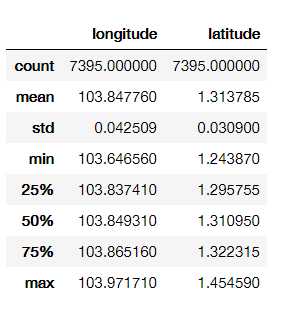 longitude latitude
count 7395.000000 7395.000000
mean 103.847760 1.313785
std 0.042509 0.030900
min 103.646560 1.243870
25% 103.837410 1.295755
50% 103.849310 1.310950
75% 103.865160 1.322315
max 103.971710 1.454590